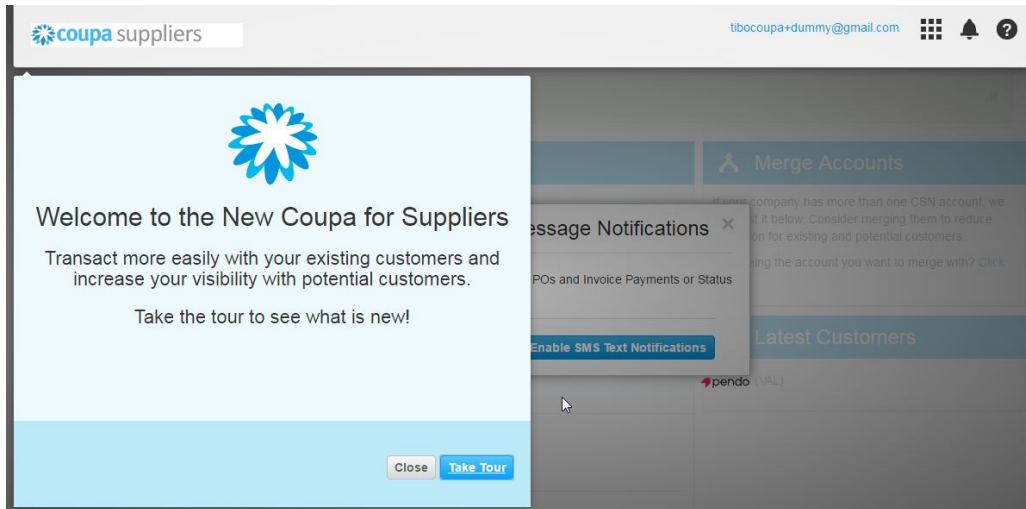 coupa suppliers
tibocoupa+dummy@gmail.com
Welcome to the New Coupa for Suppliers
Transact more easily with your existing customers and
increase your visibility with potential customers.
Take the tour to see what is new!
Close
Take Tour
essage Notifications
POs and Invoice Payments or Status
Enable SMS Text Notifications
Merge Accounts
company has more than one CSN account, we
it below. Consider merging them to reduce
on for existing and potential customers.
ing the account you want to merge with? Click
Latest Customers
pendo (VAL)